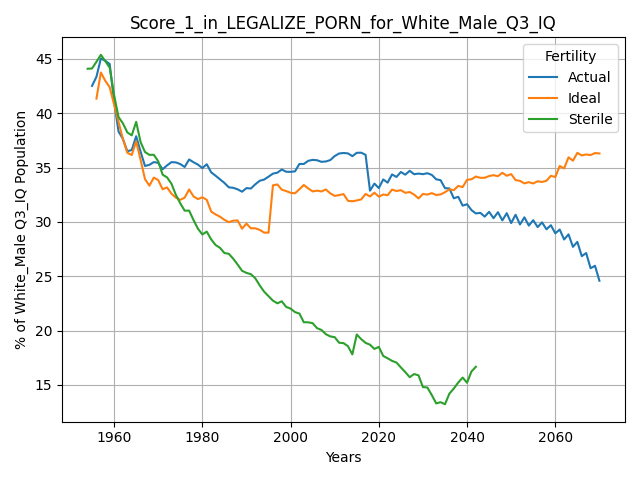 Score_1_in_LEGALIZE_PORN_for_White_Male_Q3_IQ
Fertility
Actual
Ideal
Sterile
% of White_Male Q3_IQ Population
45
40
35
30
25
20
15
1960
1980
2000
2020
2040
2060
Years